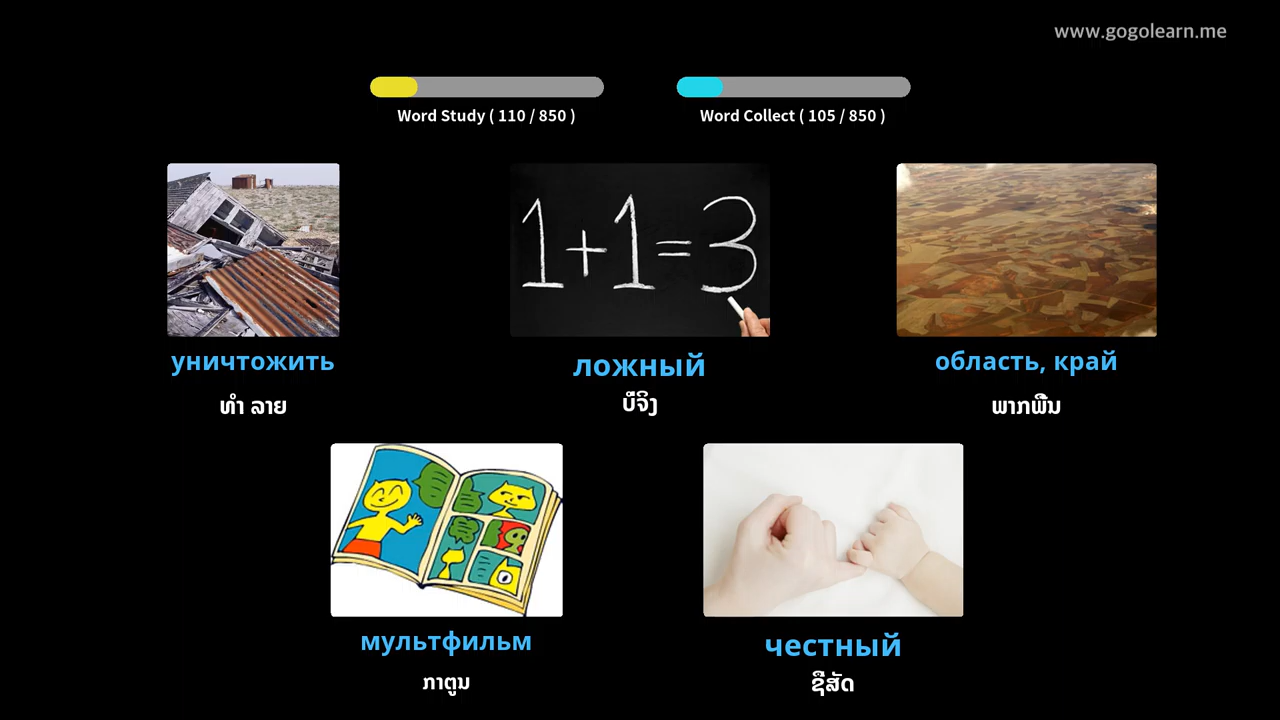 www.gogolearn.me
Word Study ( 110 / 850 )
Word Collect ( 105 / 850 )
1+1=3
уничтожить
ложный
область, край
ທຳ ລາຍ
ບໍ່ຈິງ
ພາກພື້ນ
мультфильм
честный
ກາຕູນ
ຊື່ສັດ